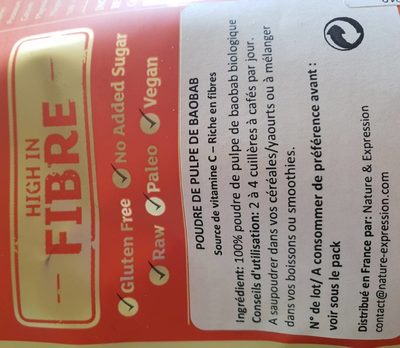 HIGH IN
FIBRE
Gluten Free
No Added Sugar
Raw
Paleo
Vegan
POUDRE DE PULPE DE BAOBAB
Source de vitamine C – Riche en fibres
Ingrédient: 100% poudre de pulpe de baobab biologique
Conseils d'utilisation: 2 à 4 cuillères à cafés par jour.
A saupoudrer dans vos céréales/yaourts ou à mélanger
dans vos boissons ou smoothies.
N° de lot/ A consommer de préférence avant :
voir sous le pack
Distribué en France par: Nature & Expression
contact@nature-expression.com